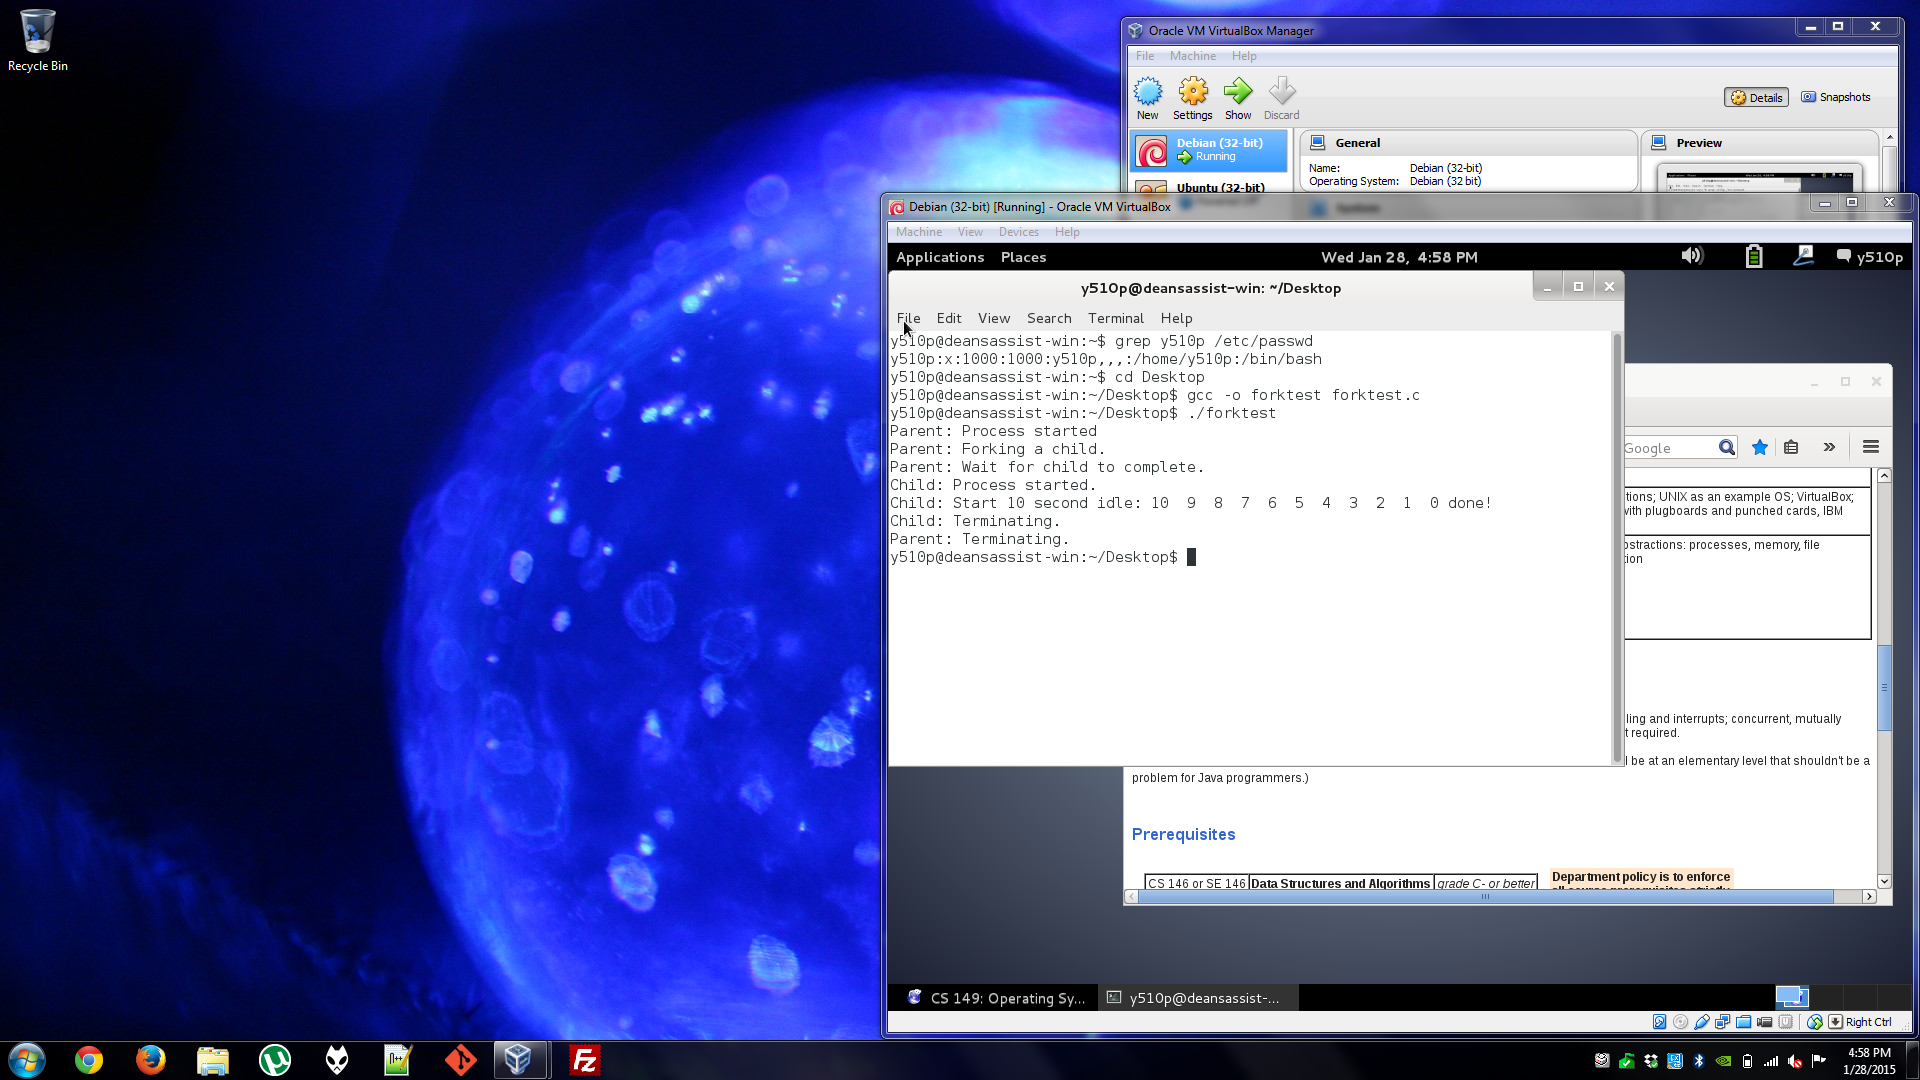 Recycle Bin
Oracle VM VirtualBox Manager
File Machine Help
New Settings Show Discard
Details Snapshots
Debian (32-bit)
Running
General
Preview
Name: Debian (32-bit)
Operating System: Debian (32 bit)
Ubuntu (32-bit)
Debian (32-bit) [Running] - Oracle VM VirtualBox
Machine View Devices Help
Applications Places Wed Jan 28, 4:58 PM y510p
y510p@deansassist-win: ~/Desktop
File Edit View Search Terminal Help
y510p@deansassist-win:~$ grep y510p /etc/passwd
y510p:x:1000:1000:y510p,,,:/home/y510p:/bin/bash
y510p@deansassist-win:~$ cd Desktop
y510p@deansassist-win:~/Desktop$ gcc -o forktest forktest.c
y510p@deansassist-win:~/Desktop$ ./forktest
Parent: Process started
Parent: Forking a child.
Parent: Wait for child to complete.
Child: Process started.
Child: Start 10 second idle: 10 9 8 7 6 5 4 3 2 1 0 done!
Child: Terminating.
Parent: Terminating.
y510p@deansassist-win:~/Desktop$
Google
tions; UNIX as an example OS; VirtualBox;
with plugboards and punched cards, IBM
ostractions: processes, memory, file
tion
ling and interrupts; concurrent, mutually
t required.
l be at an elementary level that shouldn't be a
problem for Java programmers.)
Prerequisites
CS 146 or SE 146 Data Structures and Algorithms grade C- or better
Department policy is to enforce
CS 149: Operating Sy...
y510p@deansassist-...
Right Ctrl
4:58 PM
1/28/2015